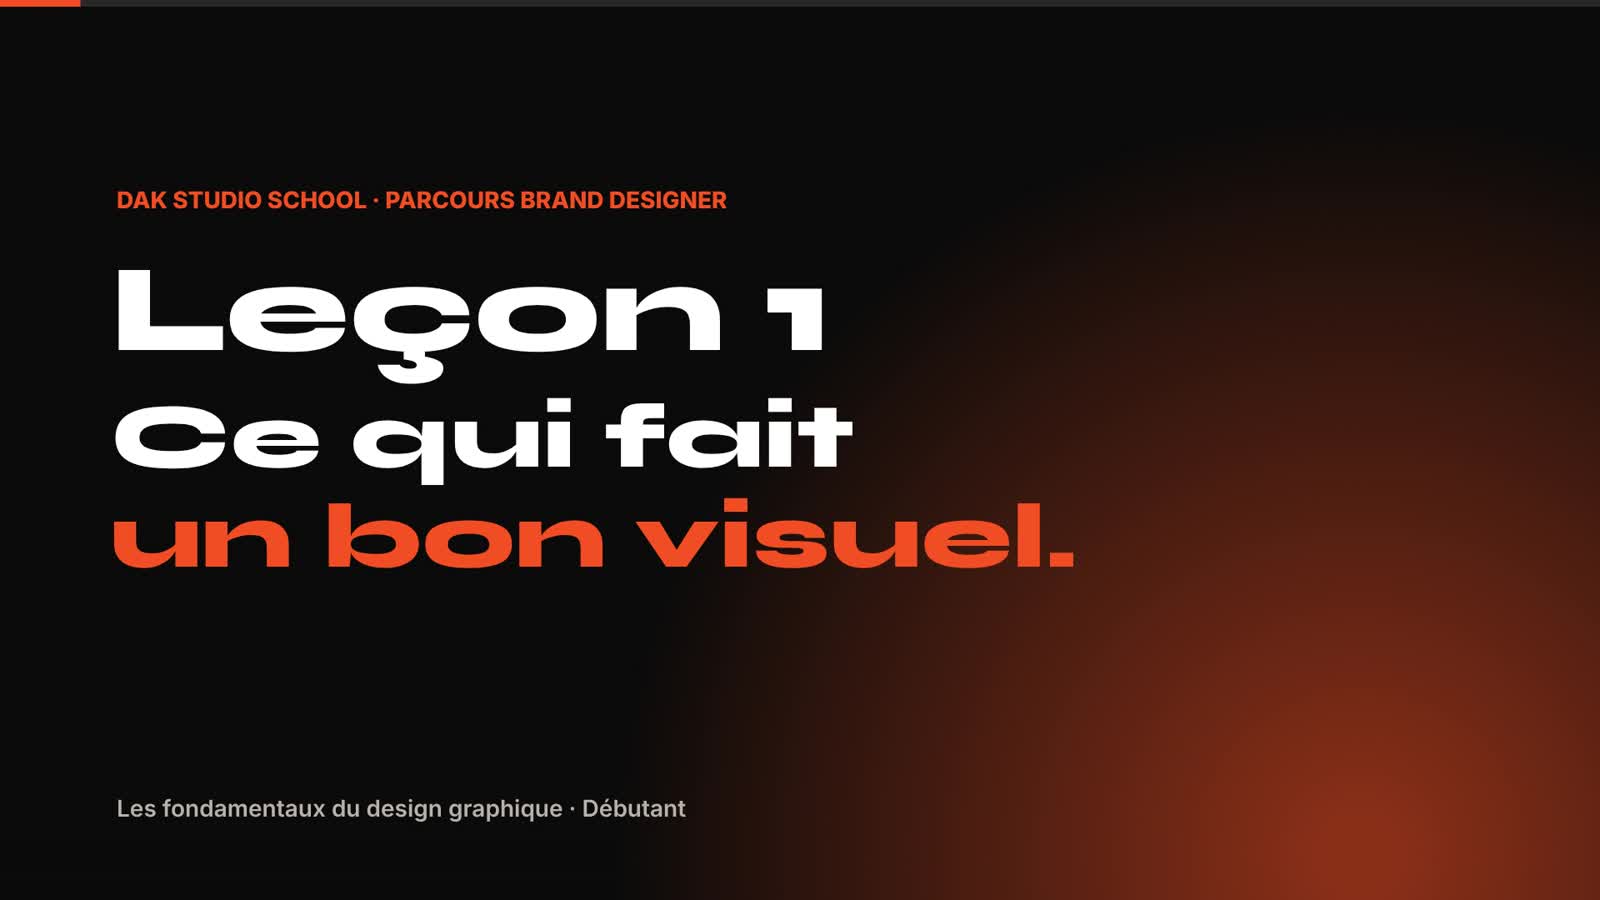 DAK STUDIO SCHOOL · PARCOURS BRAND DESIGNER
Leçon 1
Ce qui fait
un bon visuel.
Les fondamentaux du design graphique · Débutant